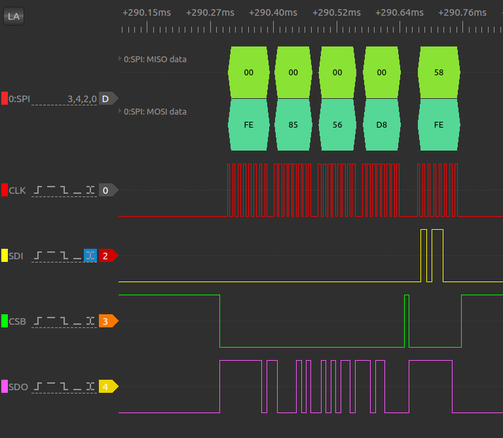 LA
+290.15ms +290.27ms +290.40ms +290.52ms +290.64ms +290.76ms
0:SPI: MISO data
00 00 00 00 58
0:SPI 3,4,2,0 D
0:SPI: MOSI data
FE 85 56 D8 FE
CLK 0
SDI 2
CSB 3
SDO 4